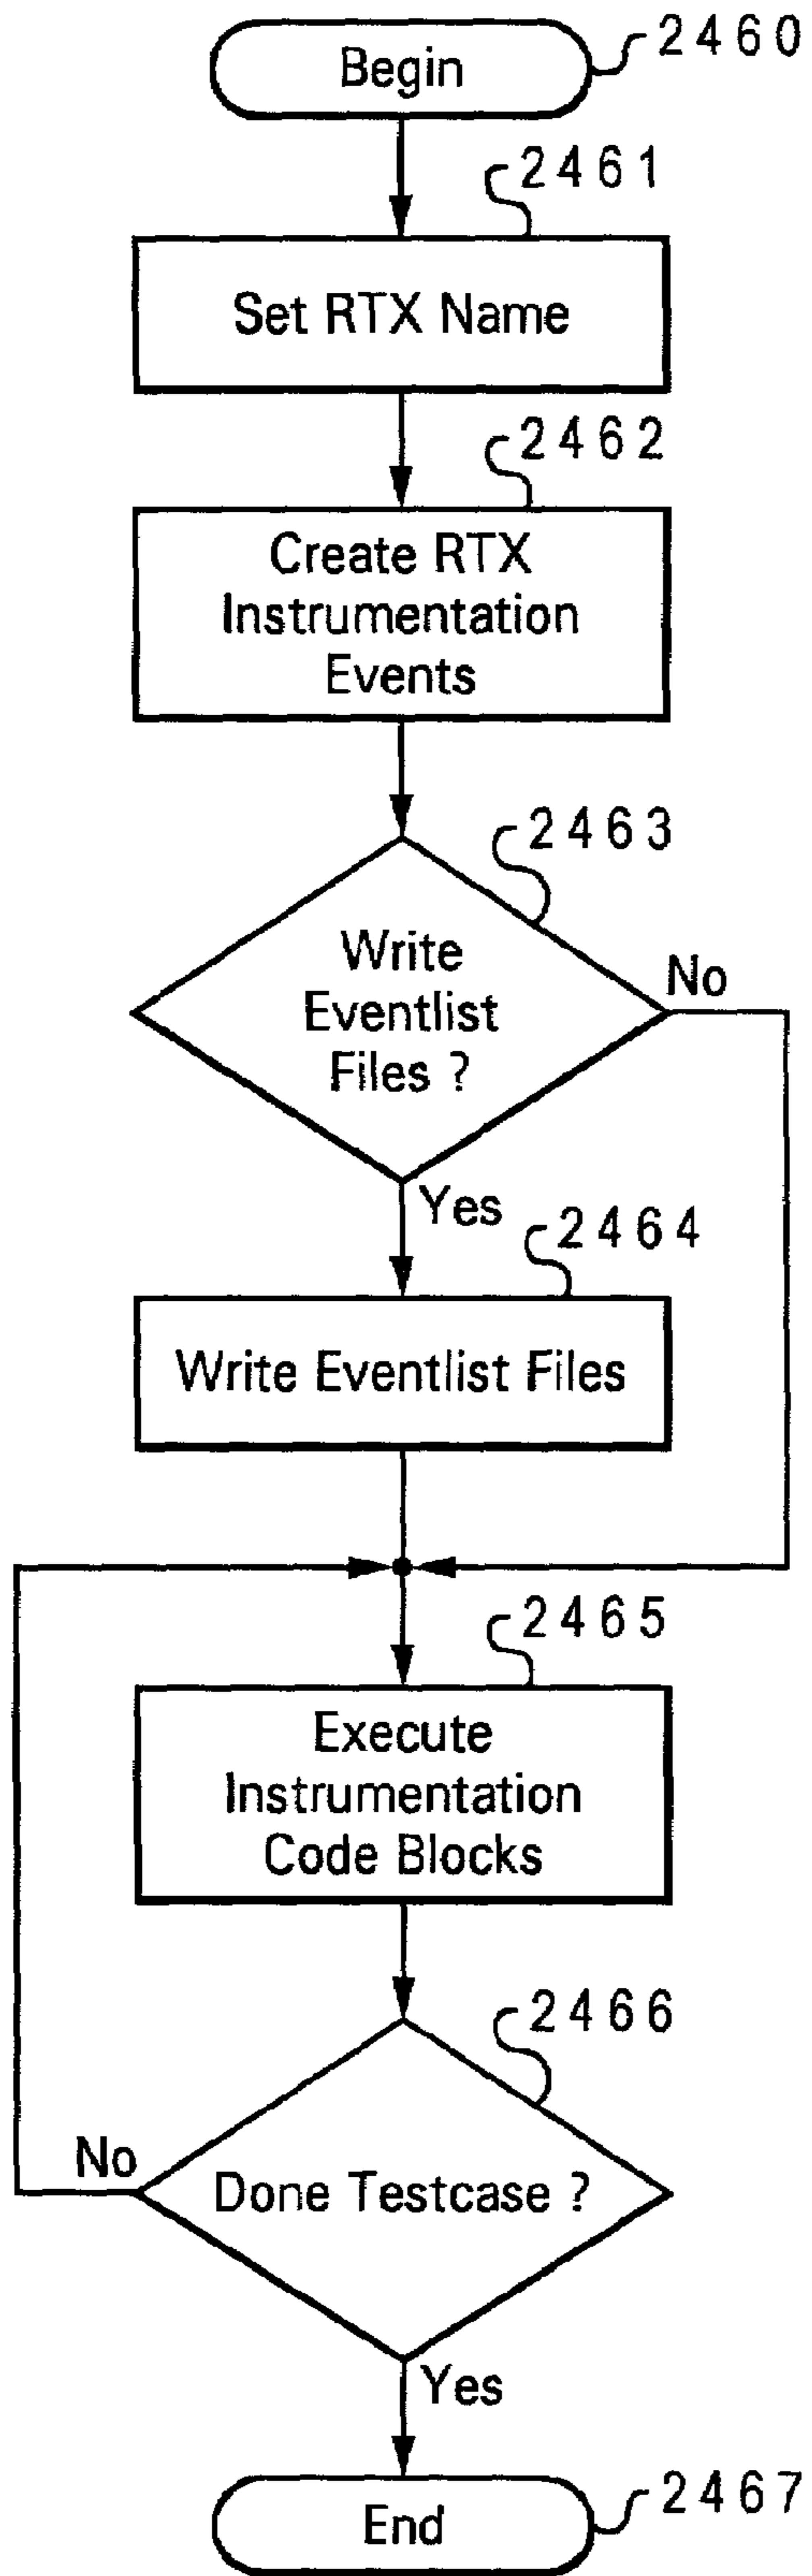 Begin
2460
2461
Set RTX Name
2462
Create RTX
Instrumentation
Events
2463
Write
Eventlist
Files ?
No
Yes
2464
Write Eventlist Files
2465
Execute
Instrumentation
Code Blocks
2466
No
Done Testcase ?
Yes
End
2467